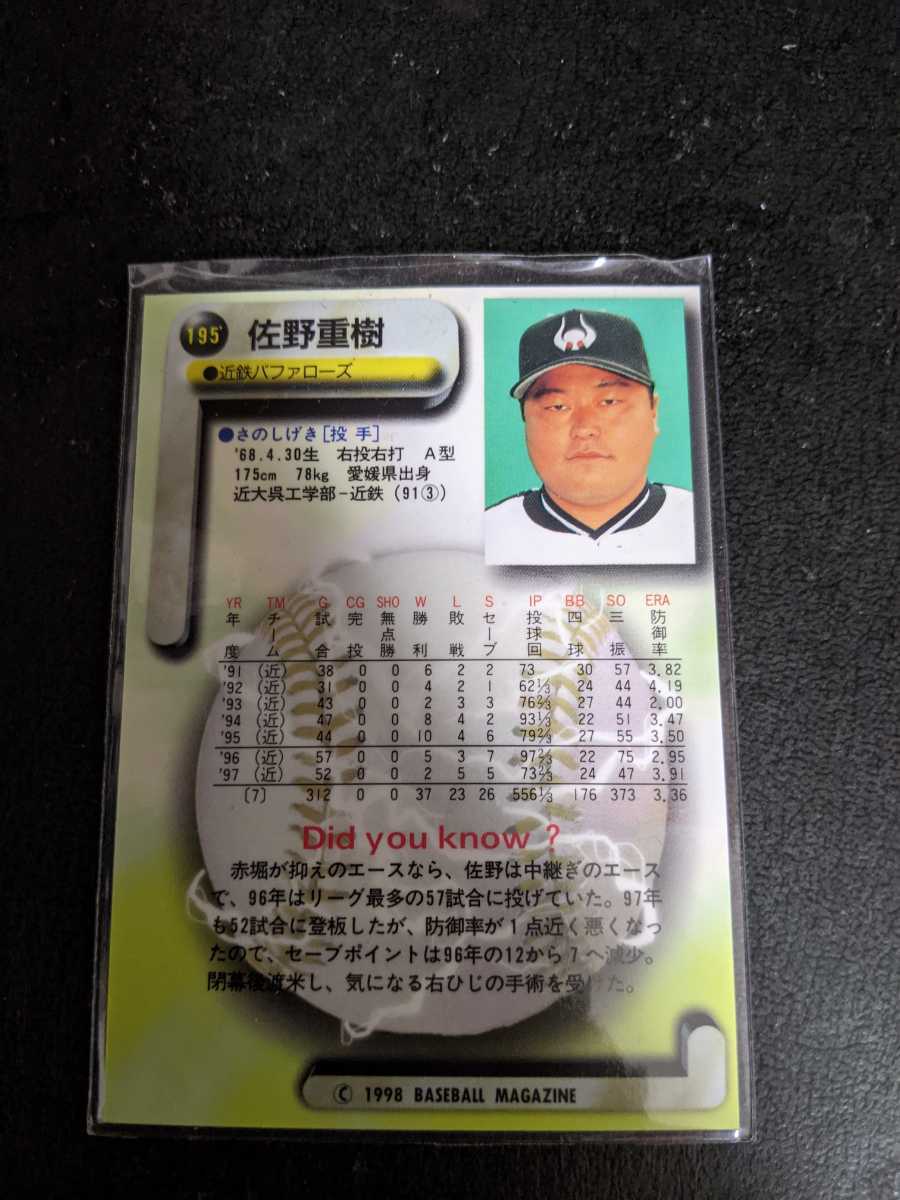 195 佐野重樹
●近鉄バファローズ
●さのしげき[投 手]
'68.4.30生 右投右打 A型
175cm 78kg 愛媛県出身
近大呉工学部−近鉄(91③)
YR TM G CG SHO W L S IP BB SO ERA
年度 チーム 試合 完投 無点勝 勝利 敗戦 セーブ 投球回 四球 三振 防御率
'91 (近) 38 0 0 6 2 2 73 30 57 3.82
'92 (近) 31 0 0 4 2 1 62⅓ 24 44 4.19
'93 (近) 43 0 0 2 3 3 76⅔ 27 44 2.00
'94 (近) 47 0 0 8 4 2 93⅓ 22 51 3.47
'95 (近) 44 0 0 10 4 6 79⅔ 27 55 3.50
'96 (近) 57 0 0 5 3 7 97⅔ 22 75 2.95
'97 (近) 52 0 0 2 5 5 73⅔ 24 47 3.91
〔7〕 312 0 0 37 23 26 556⅓ 176 373 3.36
Did you know ?
赤堀が抑えのエースなら、佐野は中継ぎのエース
で、96年はリーグ最多の57試合に投げていた。97年
も52試合に登板したが、防御率が1点近く悪くなっ
たので、セーブポイントは96年の12から7へ減少。
閉幕後渡米し、気になる右ひじの手術を受けた。
© 1998 BASEBALL MAGAZINE